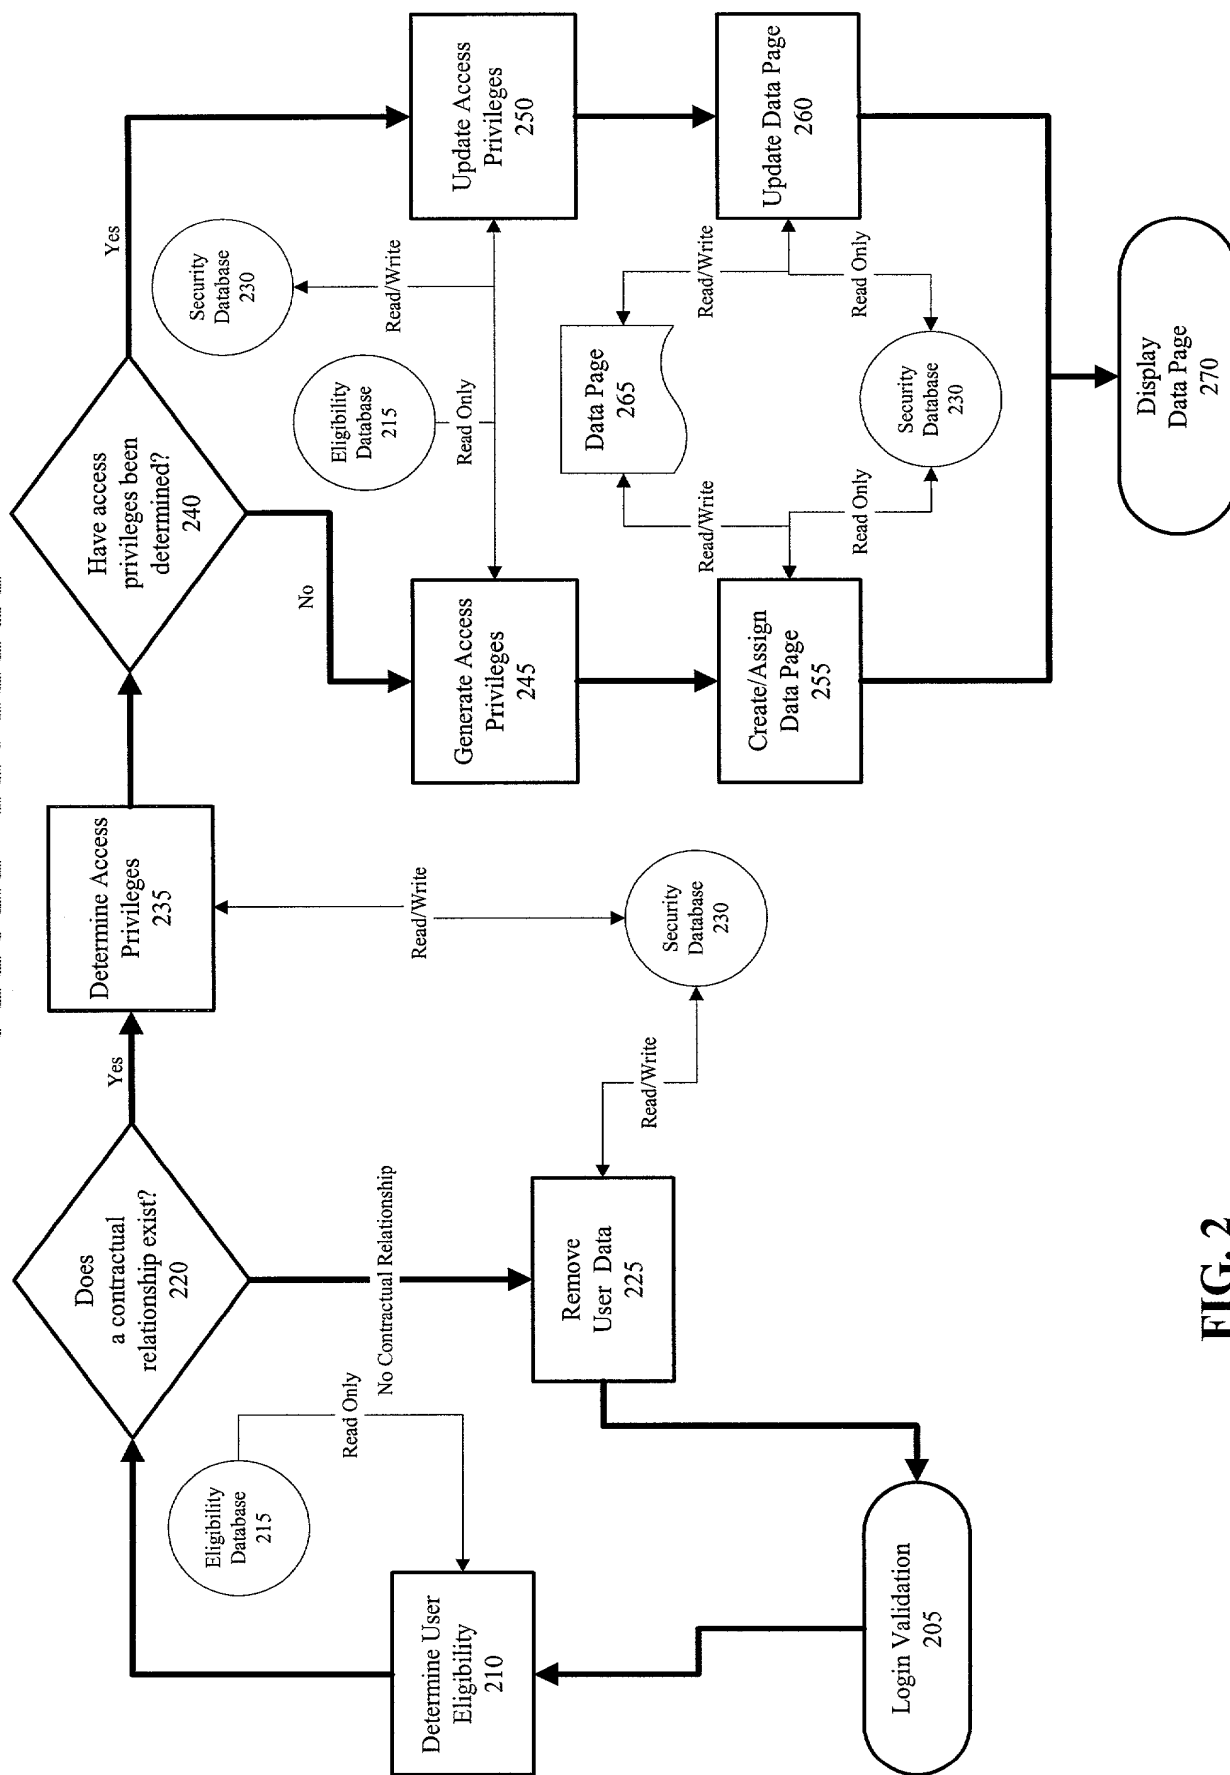 Login Validation
205
Determine User
Eligibility
210
Eligibility
Database
215
Read Only
Does
a contractual
relationship exist?
220
No Contractual Relationship
Remove
User Data
225
Read/Write
Security
Database
230
Read/Write
Yes
Determine Access
Privileges
235
Have access
privileges been
determined?
240
No
Yes
Generate Access
Privileges
245
Eligibility
Database
215
Read Only
Security
Database
230
Read/Write
Update Access
Privileges
250
Create/Assign
Data Page
255
Read/Write
Data Page
265
Read/Write
Read Only
Security
Database
230
Read Only
Update Data Page
260
Display
Data Page
270
FIG. 2